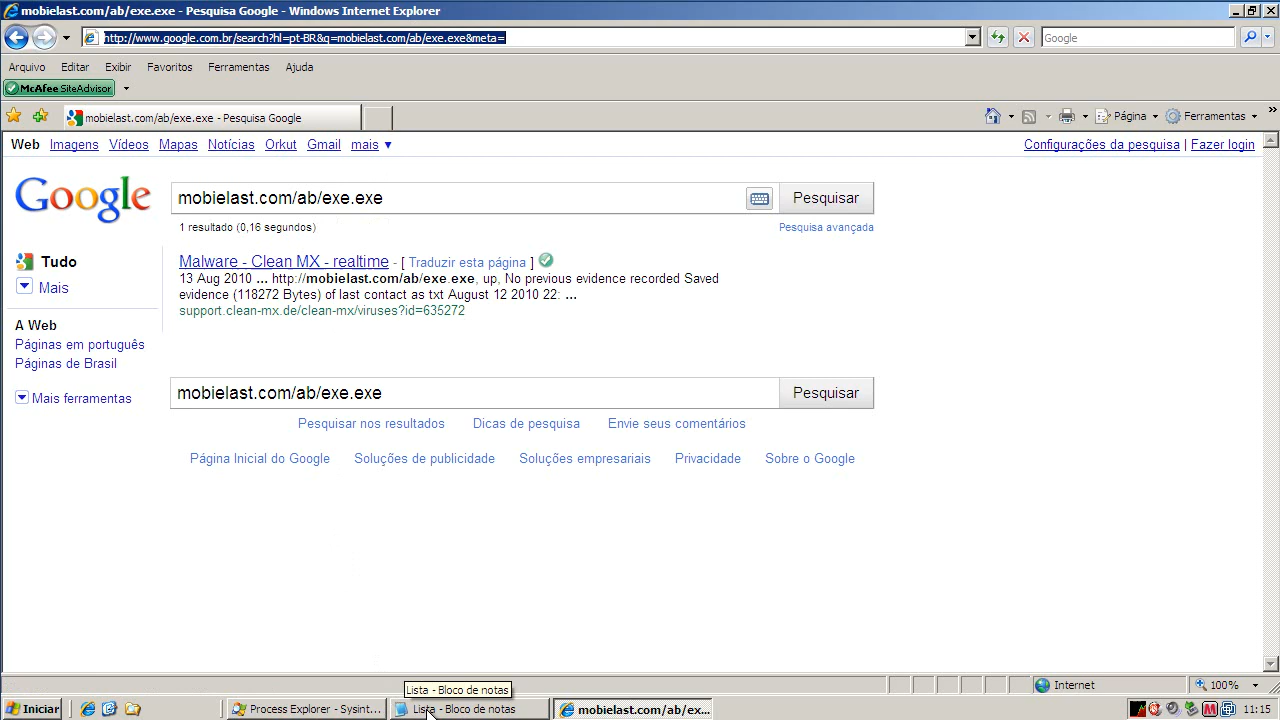 mobielast.com/ab/exe.exe - Pesquisa Google - Windows Internet Explorer
http://www.google.com.br/search?hl=pt-BR&q=mobielast.com/ab/exe.exe&meta=
Google
Arquivo Editar Exibir Favoritos Ferramentas Ajuda
McAfee SiteAdvisor
mobielast.com/ab/exe.exe - Pesquisa Google
Página Ferramentas
Web Imagens Vídeos Mapas Notícias Orkut Gmail mais ▼
Configurações da pesquisa | Fazer login
Google
mobielast.com/ab/exe.exe
Pesquisar
1 resultado (0,16 segundos)
Pesquisa avançada
Tudo
Mais
A Web
Páginas em português
Páginas de Brasil
Mais ferramentas
Malware - Clean MX - realtime - [ Traduzir esta página ]
13 Aug 2010 ... http://mobielast.com/ab/exe.exe, up, No previous evidence recorded Saved
evidence (118272 Bytes) of last contact as txt August 12 2010 22: ...
support.clean-mx.de/clean-mx/viruses?id=635272
mobielast.com/ab/exe.exe
Pesquisar
Pesquisar nos resultados Dicas de pesquisa Envie seus comentários
Página Inicial do Google Soluções de publicidade Soluções empresariais Privacidade Sobre o Google
Internet
100%
Lista - Bloco de notas
Iniciar
Process Explorer - Sysint...
Lista - Bloco de notas
mobielast.com/ab/ex...
11:15